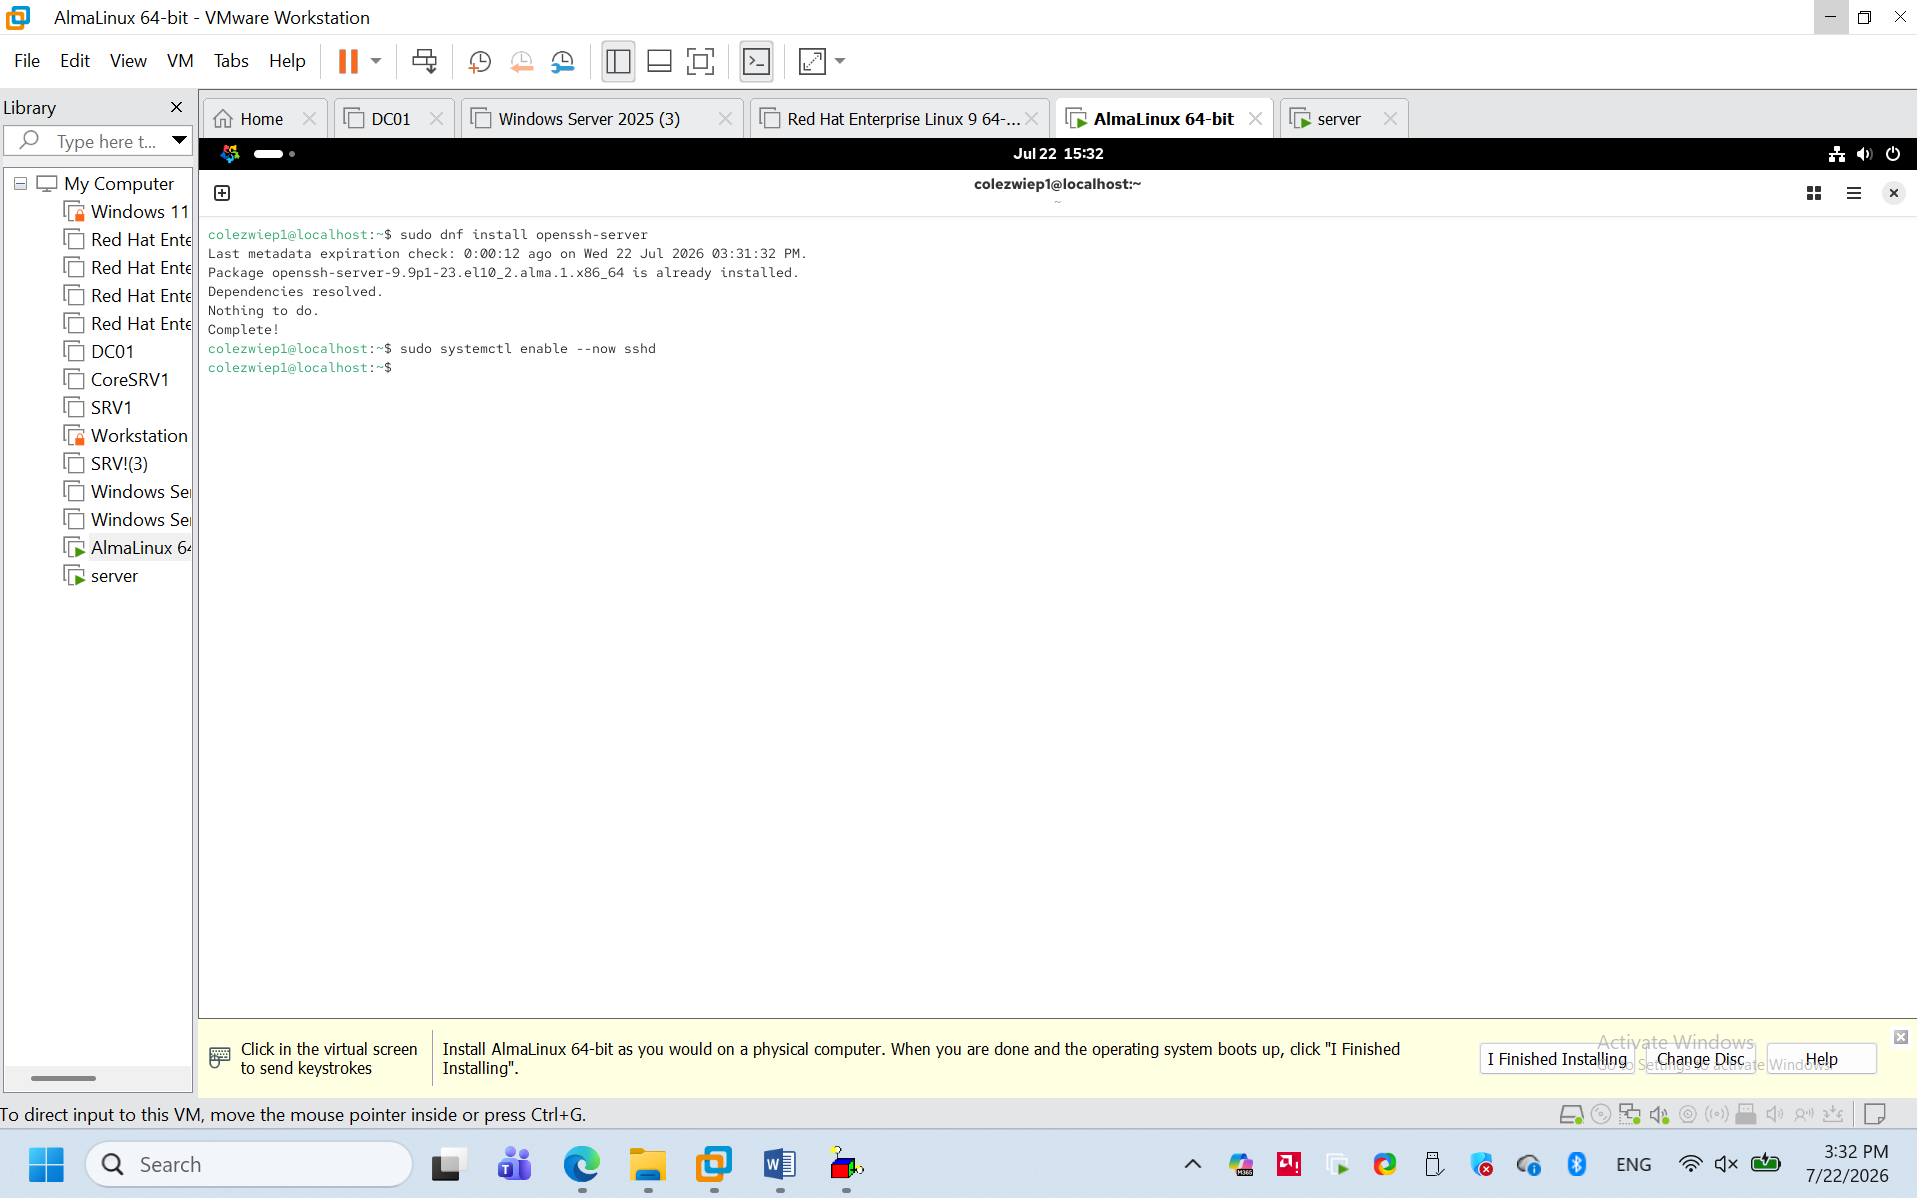 AlmaLinux 64-bit - VMware Workstation
File Edit View VM Tabs Help
Library
Home
DC01
Windows Server 2025 (3)
Red Hat Enterprise Linux 9 64-...
AlmaLinux 64-bit
server
Type here t...
My Computer
Windows 11
Red Hat Ente
Red Hat Ente
Red Hat Ente
Red Hat Ente
DC01
CoreSRV1
SRV1
Workstation
SRV!(3)
Windows Ser
Windows Ser
AlmaLinux 64
server
Jul 22 15:32
colezwiep1@localhost:~
~
colezwiep1@localhost:~$ sudo dnf install openssh-server
Last metadata expiration check: 0:00:12 ago on Wed 22 Jul 2026 03:31:32 PM.
Package openssh-server-9.9p1-23.el10_2.alma.1.x86_64 is already installed.
Dependencies resolved.
Nothing to do.
Complete!
colezwiep1@localhost:~$ sudo systemctl enable --now sshd
colezwiep1@localhost:~$
Click in the virtual screen
to send keystrokes
Install AlmaLinux 64-bit as you would on a physical computer. When you are done and the operating system boots up, click "I Finished
Installing".
I Finished Installing
Change Disc
Help
Activate Windows
Go to Settings to activate Windows.
To direct input to this VM, move the mouse pointer inside or press Ctrl+G.
Search
ENG
3:32 PM
7/22/2026